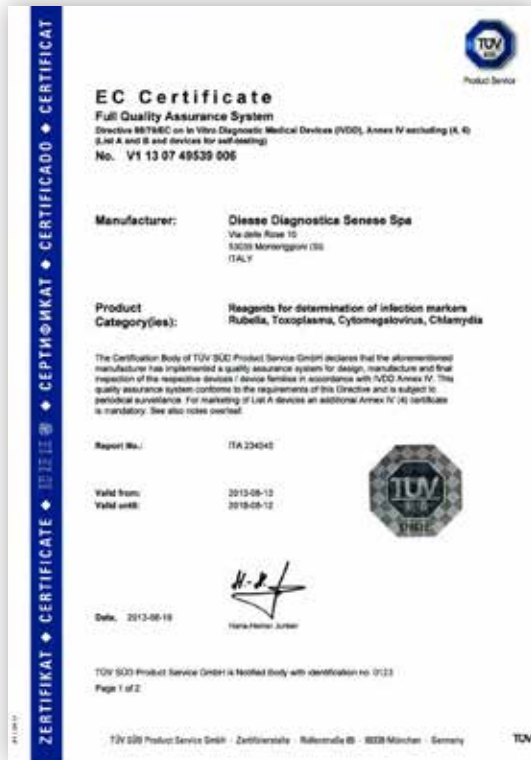 ZERTIFIKAT ◆ CERTIFICATE ◆ ◆ СЕРТИФИКАТ ◆ CERTIFICADO ◆ CERTIFICAT
TÜV
SÜD
Product Service
EC Certificate
Full Quality Assurance System
Directive 98/79/EC on In Vitro Diagnostic Medical Devices (IVDD), Annex IV excluding (4, 6)
(List A and B and devices for self-testing)
No. V1 13 07 49539 006
Manufacturer: Diesse Diagnostica Senese Spa
Via delle Rose 10
53035 Monteriggioni (SI)
ITALY
Product
Category(ies): Reagents for determination of infection markers
Rubella, Toxoplasma, Cytomegalovirus, Chlamydia
The Certification Body of TÜV SÜD Product Service GmbH declares that the aforementioned
manufacturer has implemented a quality assurance system for design, manufacture and final
inspection of the respective devices / device families in accordance with IVDD Annex IV. This
quality assurance system conforms to the requirements of this Directive and is subject to
periodical surveillance. For marketing of List A devices an additional Annex IV (4) certificate
is mandatory. See also notes overleaf.
Report No.:
Valid from: 2013-08-13
Valid until: 2018-08-12
TÜV
Date, 2013-08-19
TÜV SÜD Product Service GmbH is Notified Body with identification no. 0123
Page 1 of 2
TÜV SÜD Product Service GmbH · Zertifizierstelle · Ridlerstraße 65 · 80339 München · Germany
TÜV